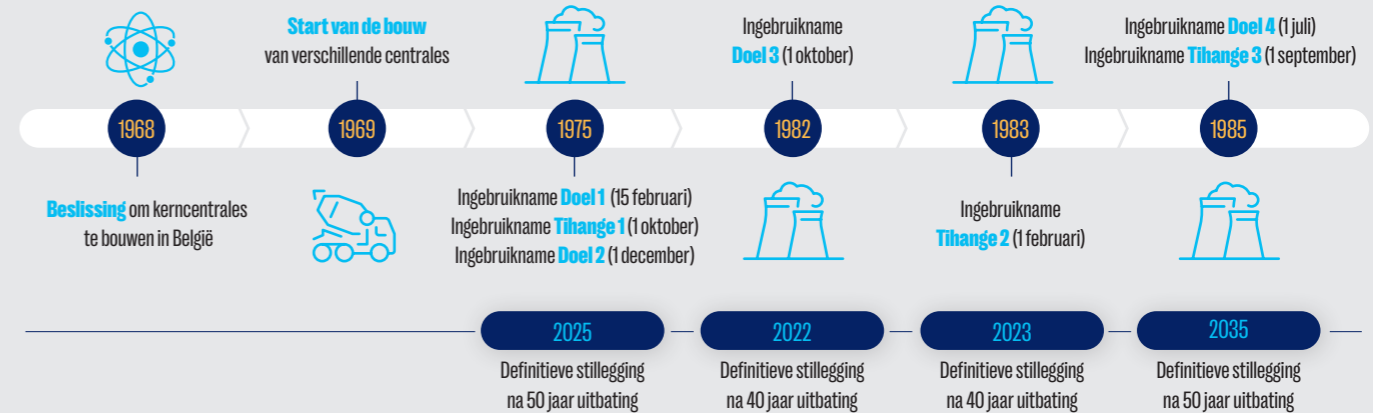 Start van de bouw
van verschillende centrales
Ingebruikname
Doel 3 (1 oktober)
Ingebruikname Doel 4 (1 juli)
Ingebruikname Tihange 3 (1 september)
1968
1969
1975
1982
1983
1985
Beslissing om kerncentrales
te bouwen in België
Ingebruikname Doel 1 (15 februari)
Ingebruikname Tihange 1 (1 oktober)
Ingebruikname Doel 2 (1 december)
Ingebruikname
Tihange 2 (1 februari)
2025
2022
2023
2035
Definitieve stillegging
na 50 jaar uitbating
Definitieve stillegging
na 40 jaar uitbating
Definitieve stillegging
na 40 jaar uitbating
Definitieve stillegging
na 50 jaar uitbating